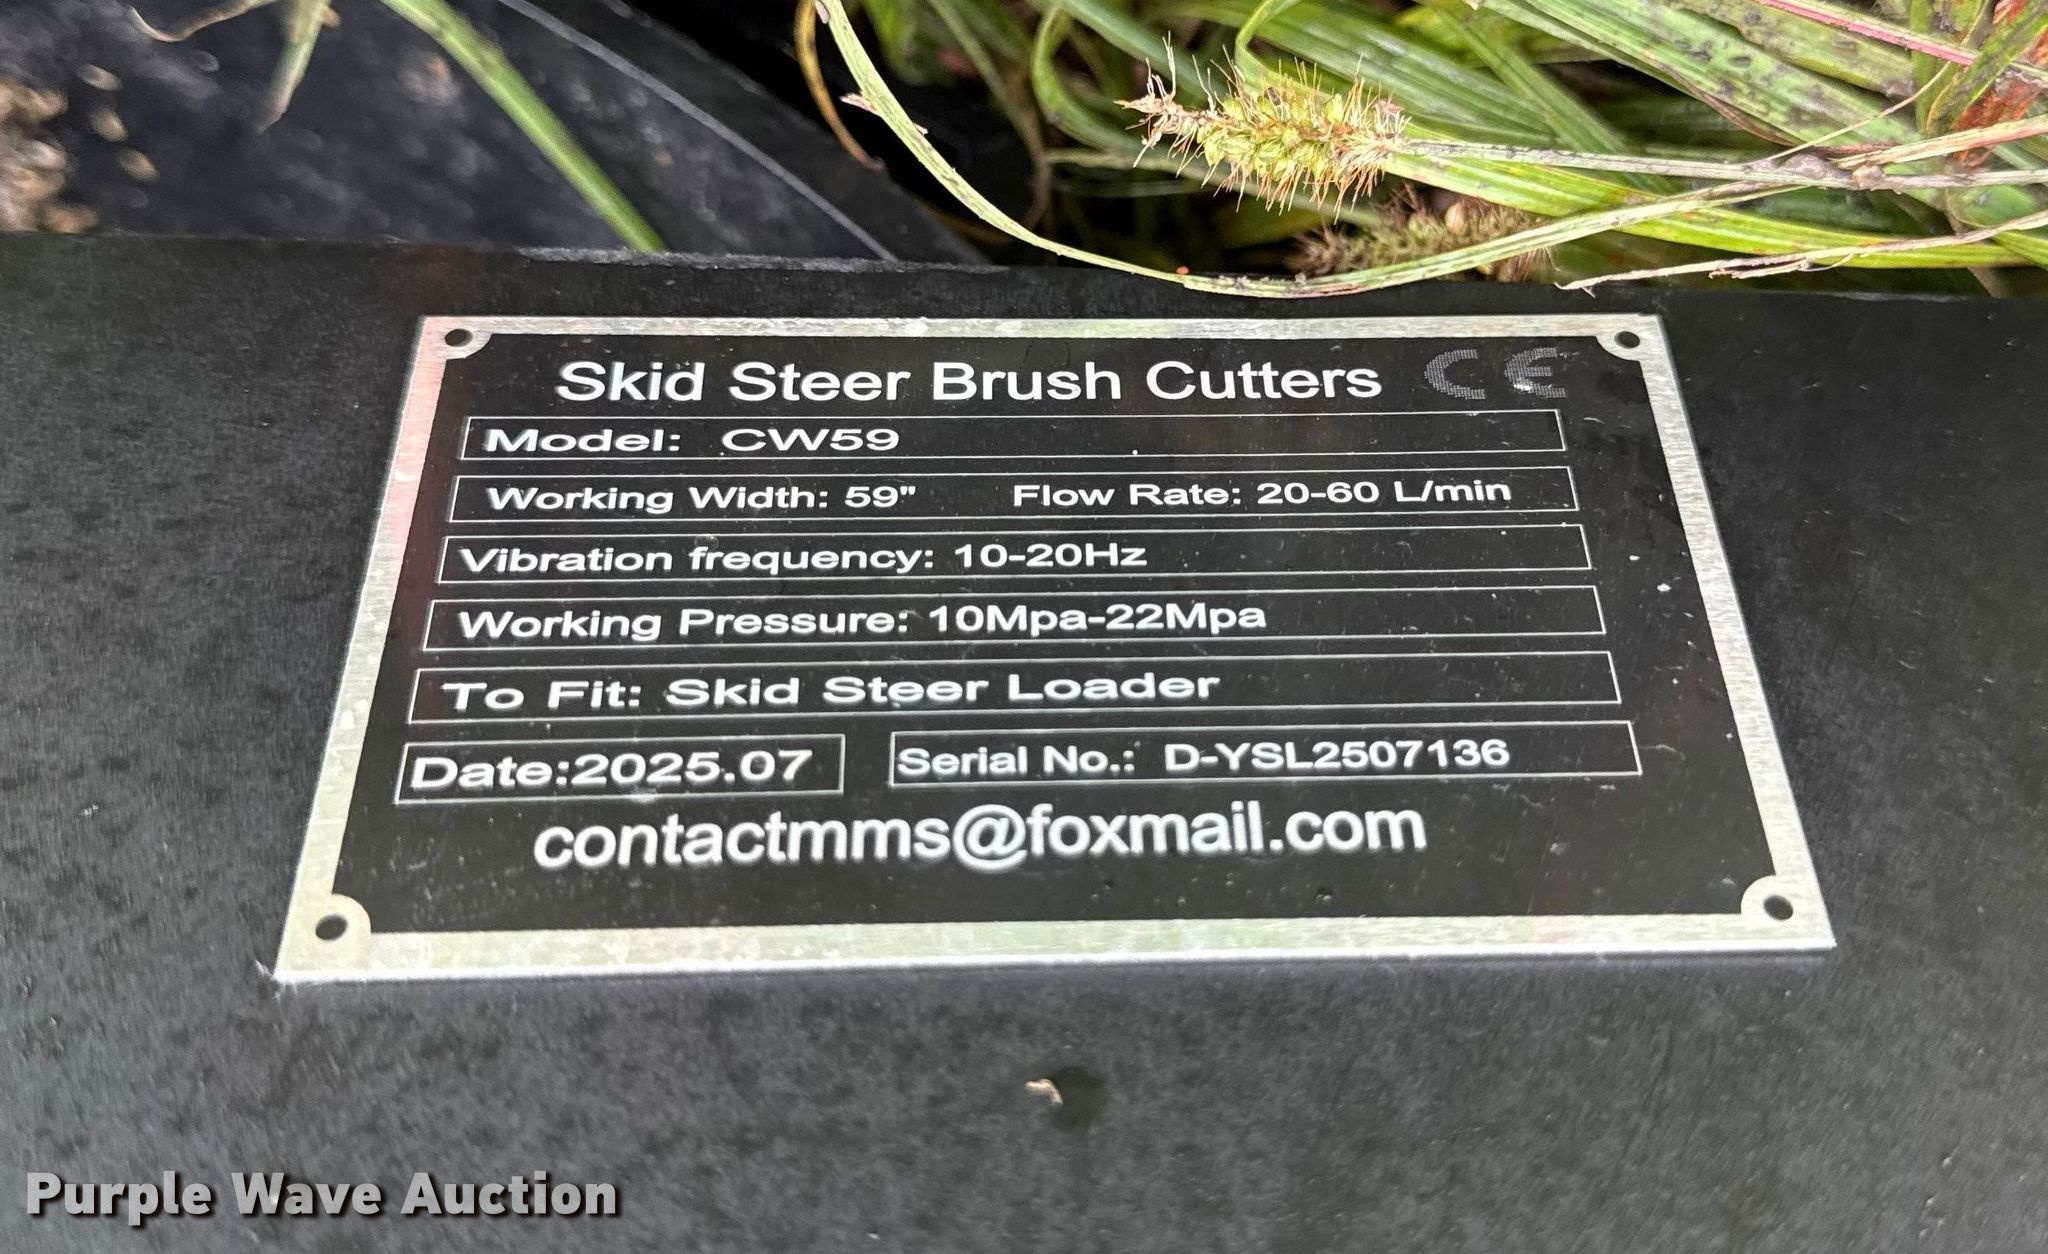 Skid Steer Brush Cutters CE
Model: CW59
Working Width: 59" Flow Rate: 20-60 L/min
Vibration frequency: 10-20Hz
Working Pressure: 10Mpa-22Mpa
To Fit: Skid Steer Loader
Date:2025.07 Serial No.: D-YSL2507136
contactmms@foxmail.com
Purple Wave Auction